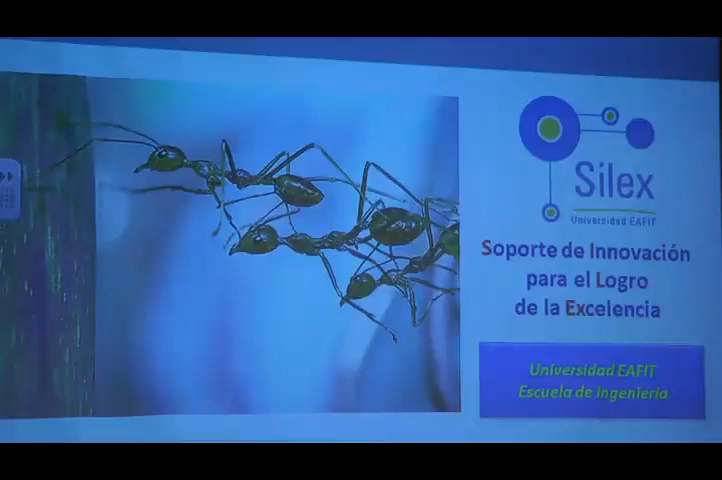 Silex
Universidad EAFIT
Soporte de Innovación
para el Logro
de la Excelencia
Universidad EAFIT
Escuela de Ingeniería